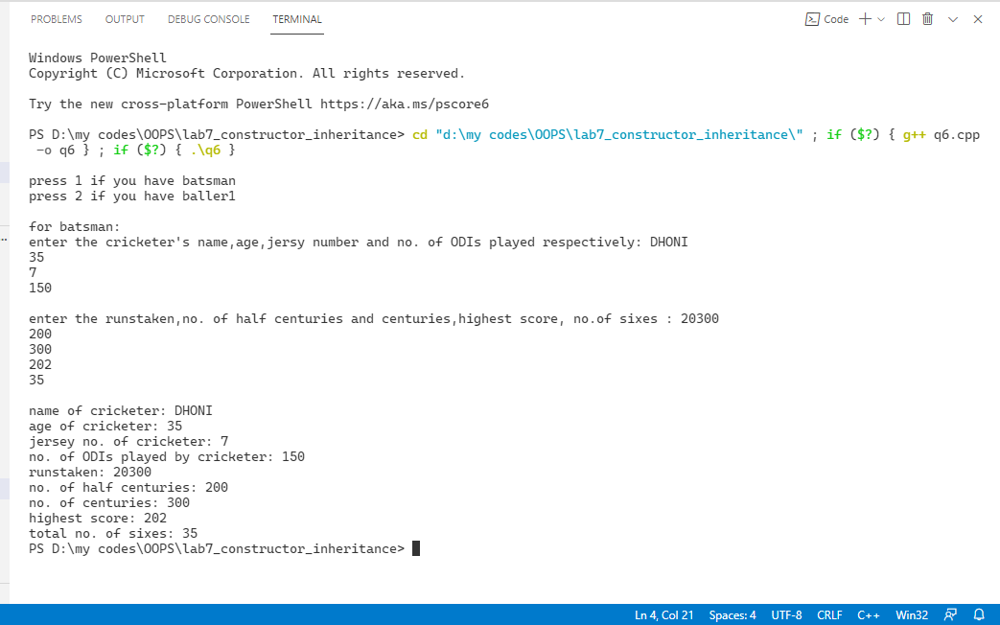 PROBLEMS OUTPUT DEBUG CONSOLE TERMINAL Code
Windows PowerShell
Copyright (C) Microsoft Corporation. All rights reserved.
Try the new cross-platform PowerShell https://aka.ms/pscore6
PS D:\my codes\OOPS\lab7_constructor_inheritance> cd "d:\my codes\OOPS\lab7_constructor_inheritance\" ; if ($?) { g++ q6.cpp
-o q6 } ; if ($?) { .\q6 }
press 1 if you have batsman
press 2 if you have baller1
for batsman:
enter the cricketer's name,age,jersy number and no. of ODIs played respectively: DHONI
35
7
150
enter the runstaken,no. of half centuries and centuries,highest score, no.of sixes : 20300
200
300
202
35
name of cricketer: DHONI
age of cricketer: 35
jersey no. of cricketer: 7
no. of ODIs played by cricketer: 150
runstaken: 20300
no. of half centuries: 200
no. of centuries: 300
highest score: 202
total no. of sixes: 35
PS D:\my codes\OOPS\lab7_constructor_inheritance>
Ln 4, Col 21 Spaces: 4 UTF-8 CRLF C++ Win32